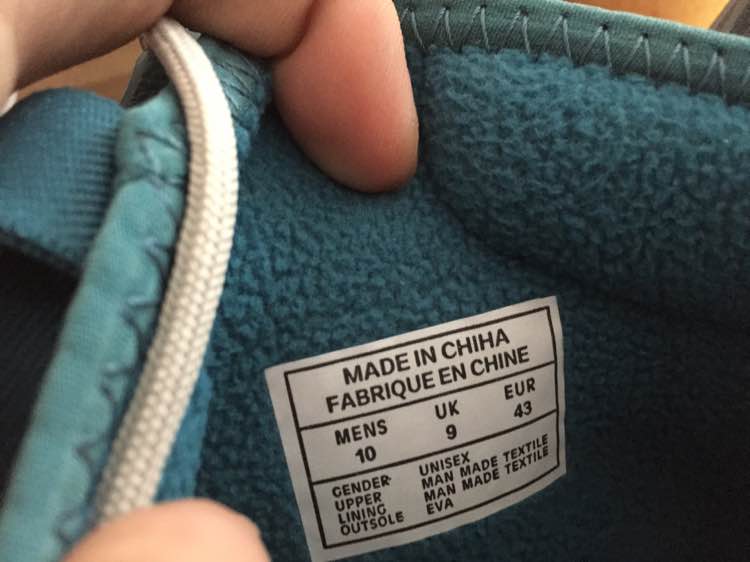 MADE IN CHIHA
FABRIQUE EN CHINE
MENS UK EUR
10 9 43
GENDER UNISEX
UPPER MAN MADE TEXTILE
LINING MAN MADE TEXTILE
OUTSOLE EVA